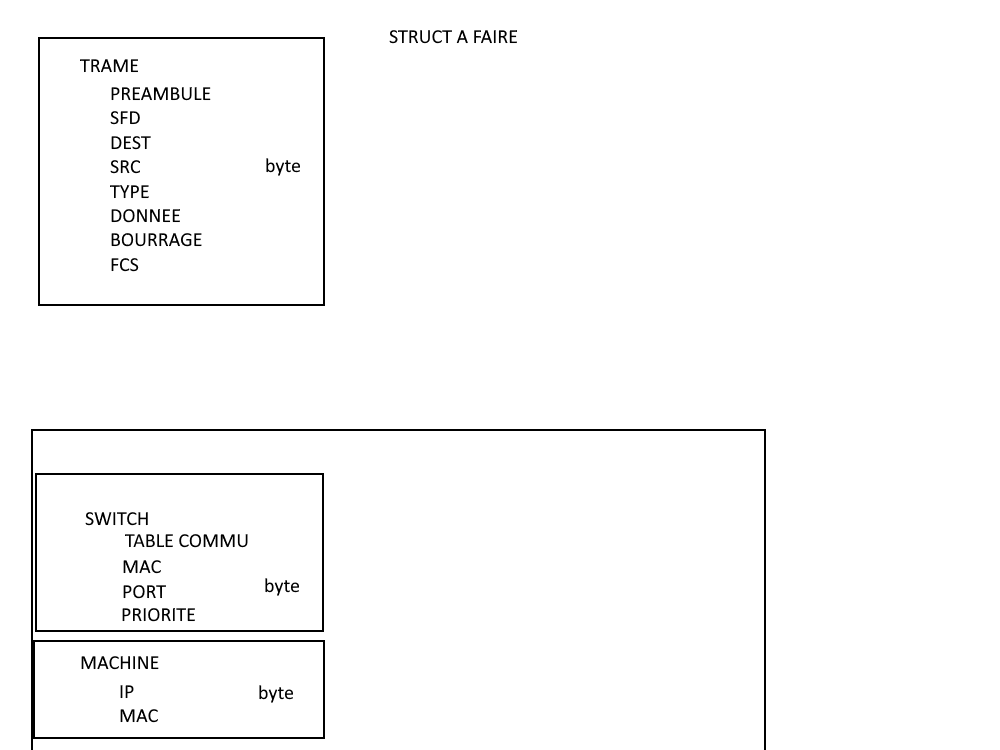 STRUCT A FAIRE
TRAME
PREAMBULE
SFD
DEST
SRC
byte
TYPE
DONNEE
BOURRAGE
FCS
SWITCH
TABLE COMMU
MAC
PORT
byte
PRIORITE
MACHINE
IP
byte
MAC